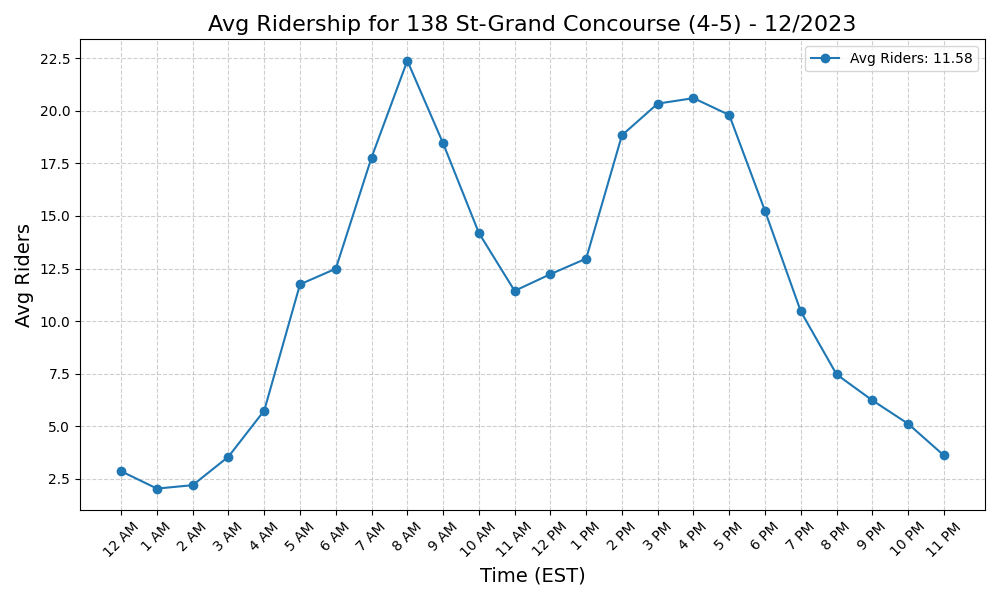 Avg Ridership for 138 St-Grand Concourse (4-5) - 12/2023
Avg Riders: 11.58
Avg Riders
22.5
20.0
17.5
15.0
12.5
10.0
7.5
5.0
2.5
12 AM
1 AM
2 AM
3 AM
4 AM
5 AM
6 AM
7 AM
8 AM
9 AM
10 AM
11 AM
12 PM
1 PM
2 PM
3 PM
4 PM
5 PM
6 PM
7 PM
8 PM
9 PM
10 PM
11 PM
Time (EST)